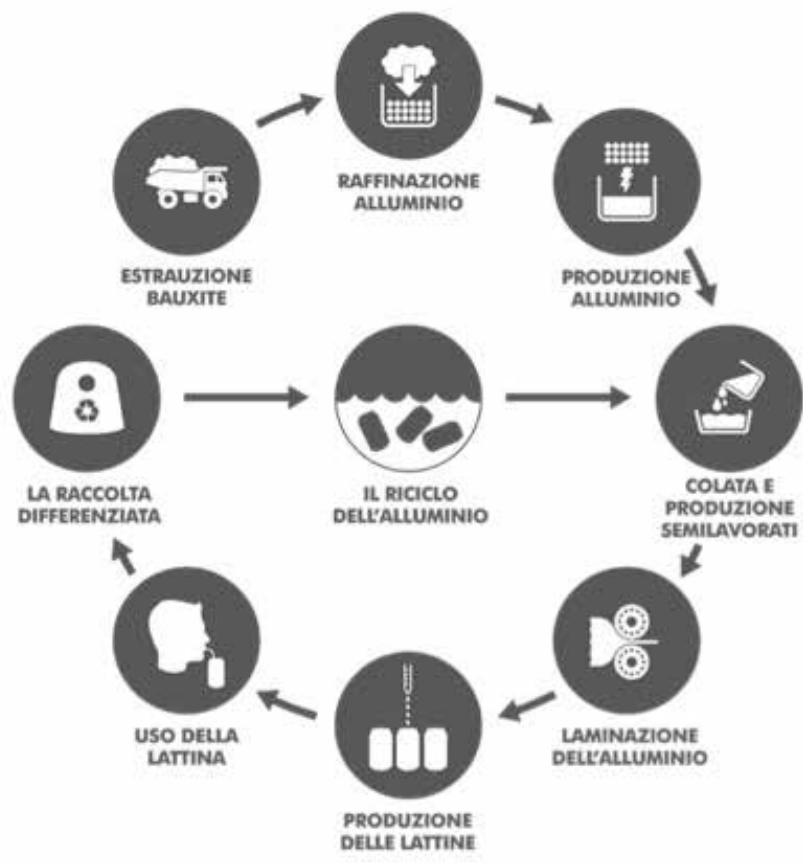 ESTRAUZIONE
BAUXITE
RAFFINAZIONE
ALLUMINIO
PRODUZIONE
ALLUMINIO
COLATA E
PRODUZIONE
SEMILAVORATI
LAMINAZIONE
DELL'ALLUMINIO
PRODUZIONE
DELLE LATTINE
USO DELLA
LATTINA
LA RACCOLTA
DIFFERENZIATA
IL RICICLO
DELL'ALLUMINIO